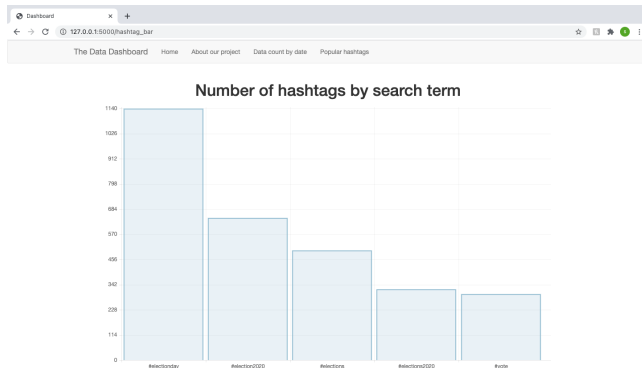 Dashboard
127.0.0.1:5000/hashtag_bar
The Data Dashboard Home About our project Data count by date Popular hashtags
Number of hashtags by search term
1140
1026
912
798
684
570
456
342
228
114
0
#electionday #election2020 #elections #elections2020 #vote